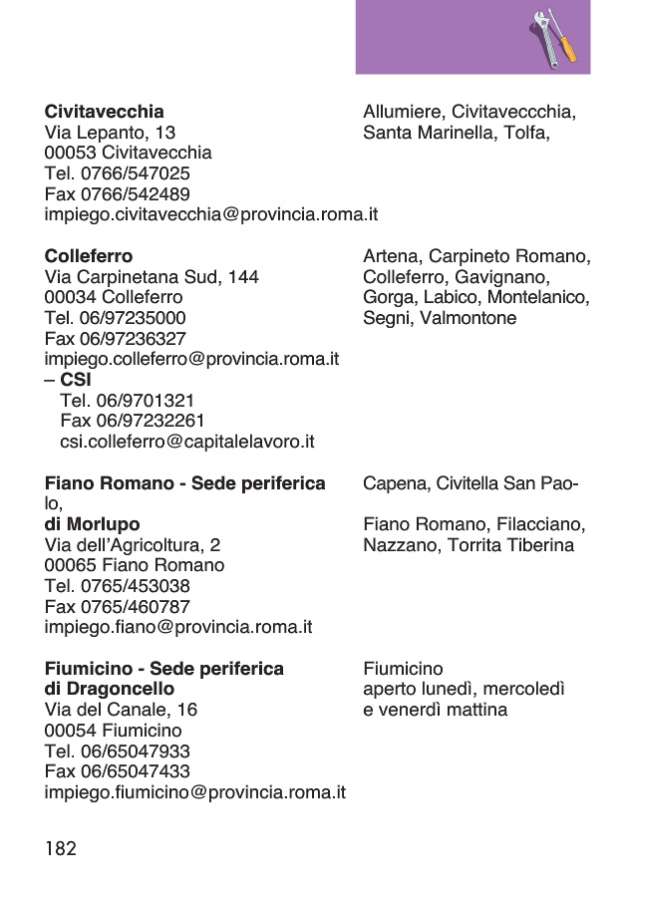 Civitavecchia Allumiere, Civitaveccchia,
Via Lepanto, 13 Santa Marinella, Tolfa,
00053 Civitavecchia
Tel. 0766/547025
Fax 0766/542489
impiego.civitavecchia@provincia.roma.it
Colleferro Artena, Carpineto Romano,
Via Carpinetana Sud, 144 Colleferro, Gavignano,
00034 Colleferro Gorga, Labico, Montelanico,
Tel. 06/97235000 Segni, Valmontone
Fax 06/97236327
impiego.colleferro@provincia.roma.it
– CSI
Tel. 06/9701321
Fax 06/97232261
csi.colleferro@capitalelavoro.it
Fiano Romano - Sede periferica Capena, Civitella San Pao-
lo,
di Morlupo Fiano Romano, Filacciano,
Via dell’Agricoltura, 2 Nazzano, Torrita Tiberina
00065 Fiano Romano
Tel. 0765/453038
Fax 0765/460787
impiego.fiano@provincia.roma.it
Fiumicino - Sede periferica Fiumicino
di Dragoncello aperto lunedì, mercoledì
Via del Canale, 16 e venerdì mattina
00054 Fiumicino
Tel. 06/65047933
Fax 06/65047433
impiego.fiumicino@provincia.roma.it
182